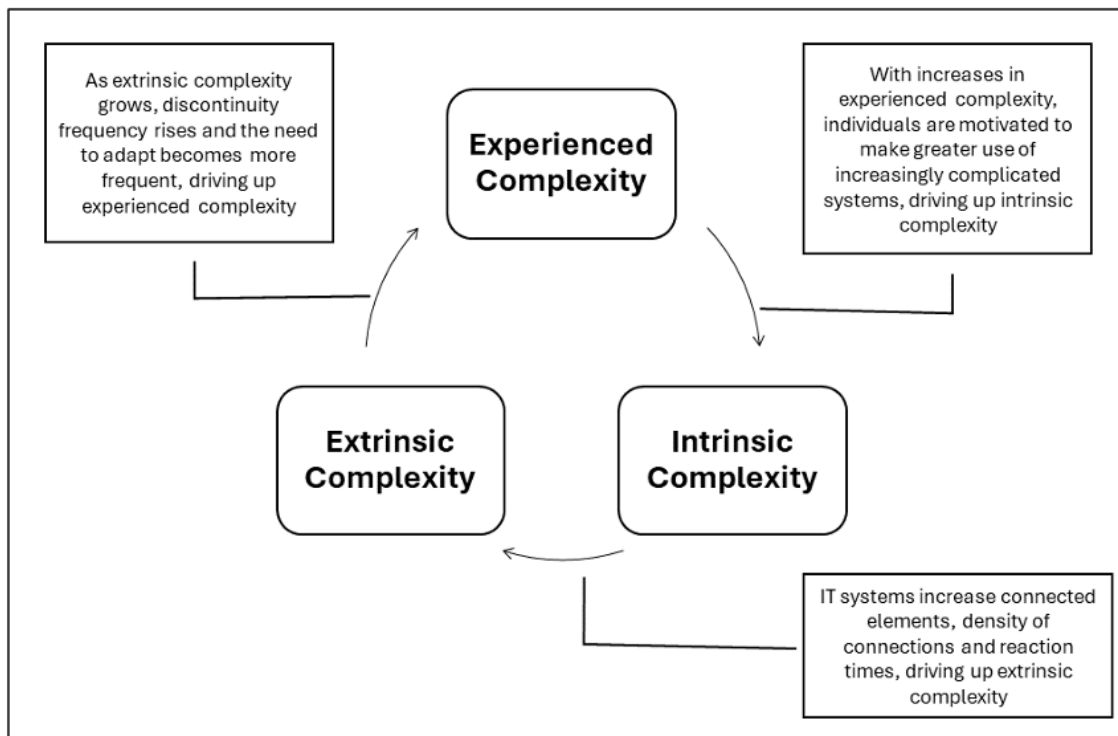 As extrinsic complexity
grows, discontinuity
frequency rises and the need
to adapt becomes more
frequent, driving up
experienced complexity
Experienced
Complexity
With increases in
experienced complexity,
individuals are motivated to
make greater use of
increasingly complicated
systems, driving up intrinsic
complexity
Extrinsic
Complexity
Intrinsic
Complexity
IT systems increase connected
elements, density of
connections and reaction
times, driving up extrinsic
complexity